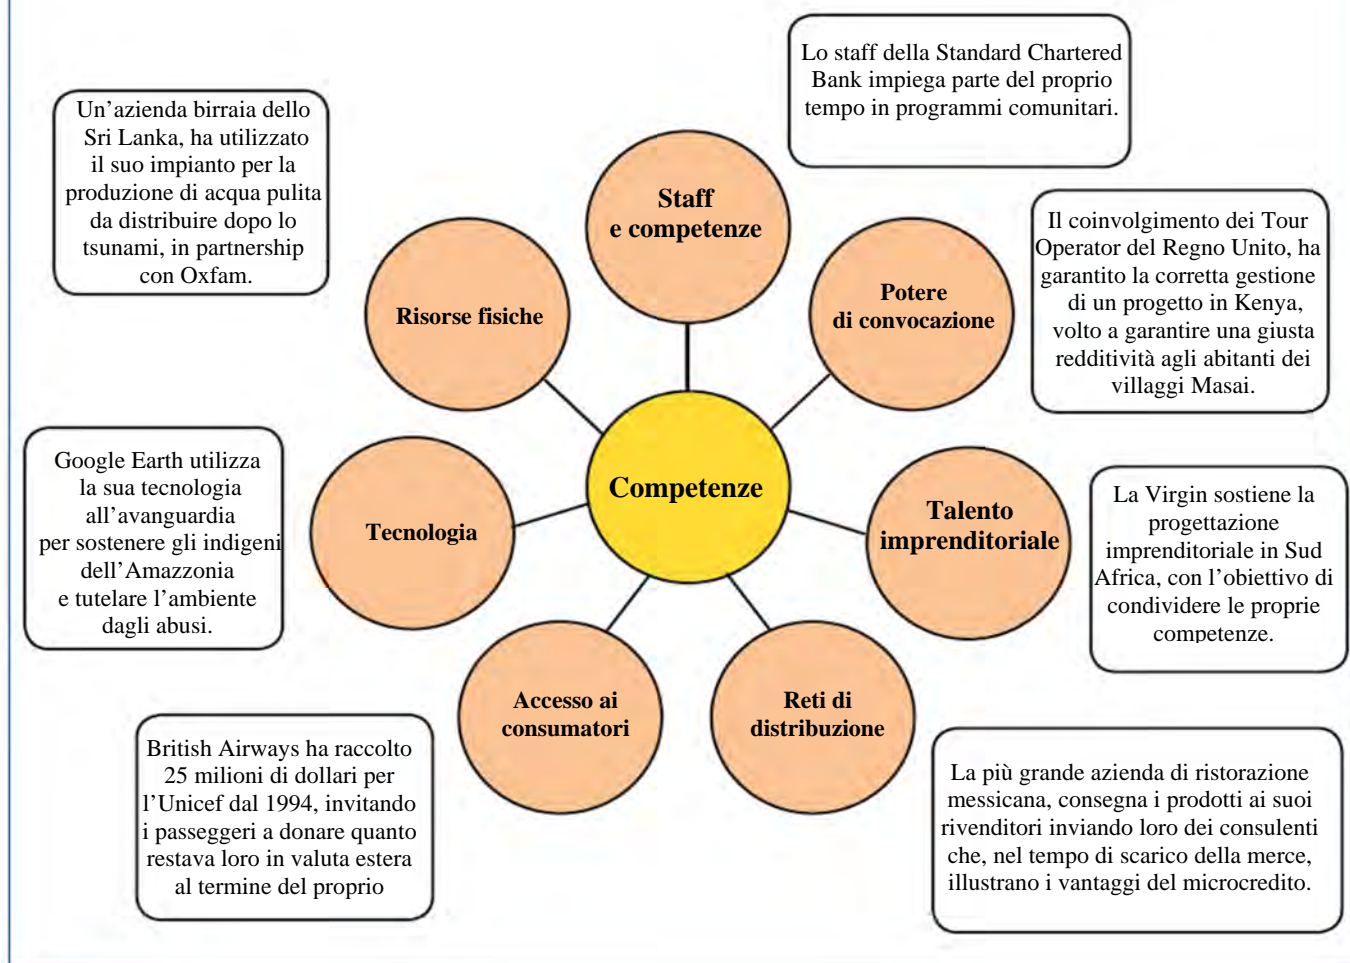 Lo staff della Standard Chartered
Bank impiega parte del proprio
tempo in programmi comunitari.
Un’azienda birraia dello
Sri Lanka, ha utilizzato
il suo impianto per la
produzione di acqua pulita
da distribuire dopo lo
tsunami, in partnership
con Oxfam.
Staff
e competenze
Il coinvolgimento dei Tour
Operator del Regno Unito, ha
garantito la corretta gestione
di un progetto in Kenya,
volto a garantire una giusta
redditività agli abitanti dei
villaggi Masai.
Risorse fisiche
Potere
di convocazione
Google Earth utilizza
la sua tecnologia
all’avanguardia
per sostenere gli indigeni
dell’Amazzonia
e tutelare l’ambiente
dagli abusi.
Tecnologia
Competenze
Talento
imprenditoriale
La Virgin sostiene la
progettazione
imprenditoriale in Sud
Africa, con l’obiettivo di
condividere le proprie
competenze.
Accesso ai
consumatori
Reti di
distribuzione
British Airways ha raccolto
25 milioni di dollari per
l’Unicef dal 1994, invitando
i passeggeri a donare quanto
restava loro in valuta estera
al termine del proprio
La più grande azienda di ristorazione
messicana, consegna i prodotti ai suoi
rivenditori inviando loro dei consulenti
che, nel tempo di scarico della merce,
illustrano i vantaggi del microcredito.